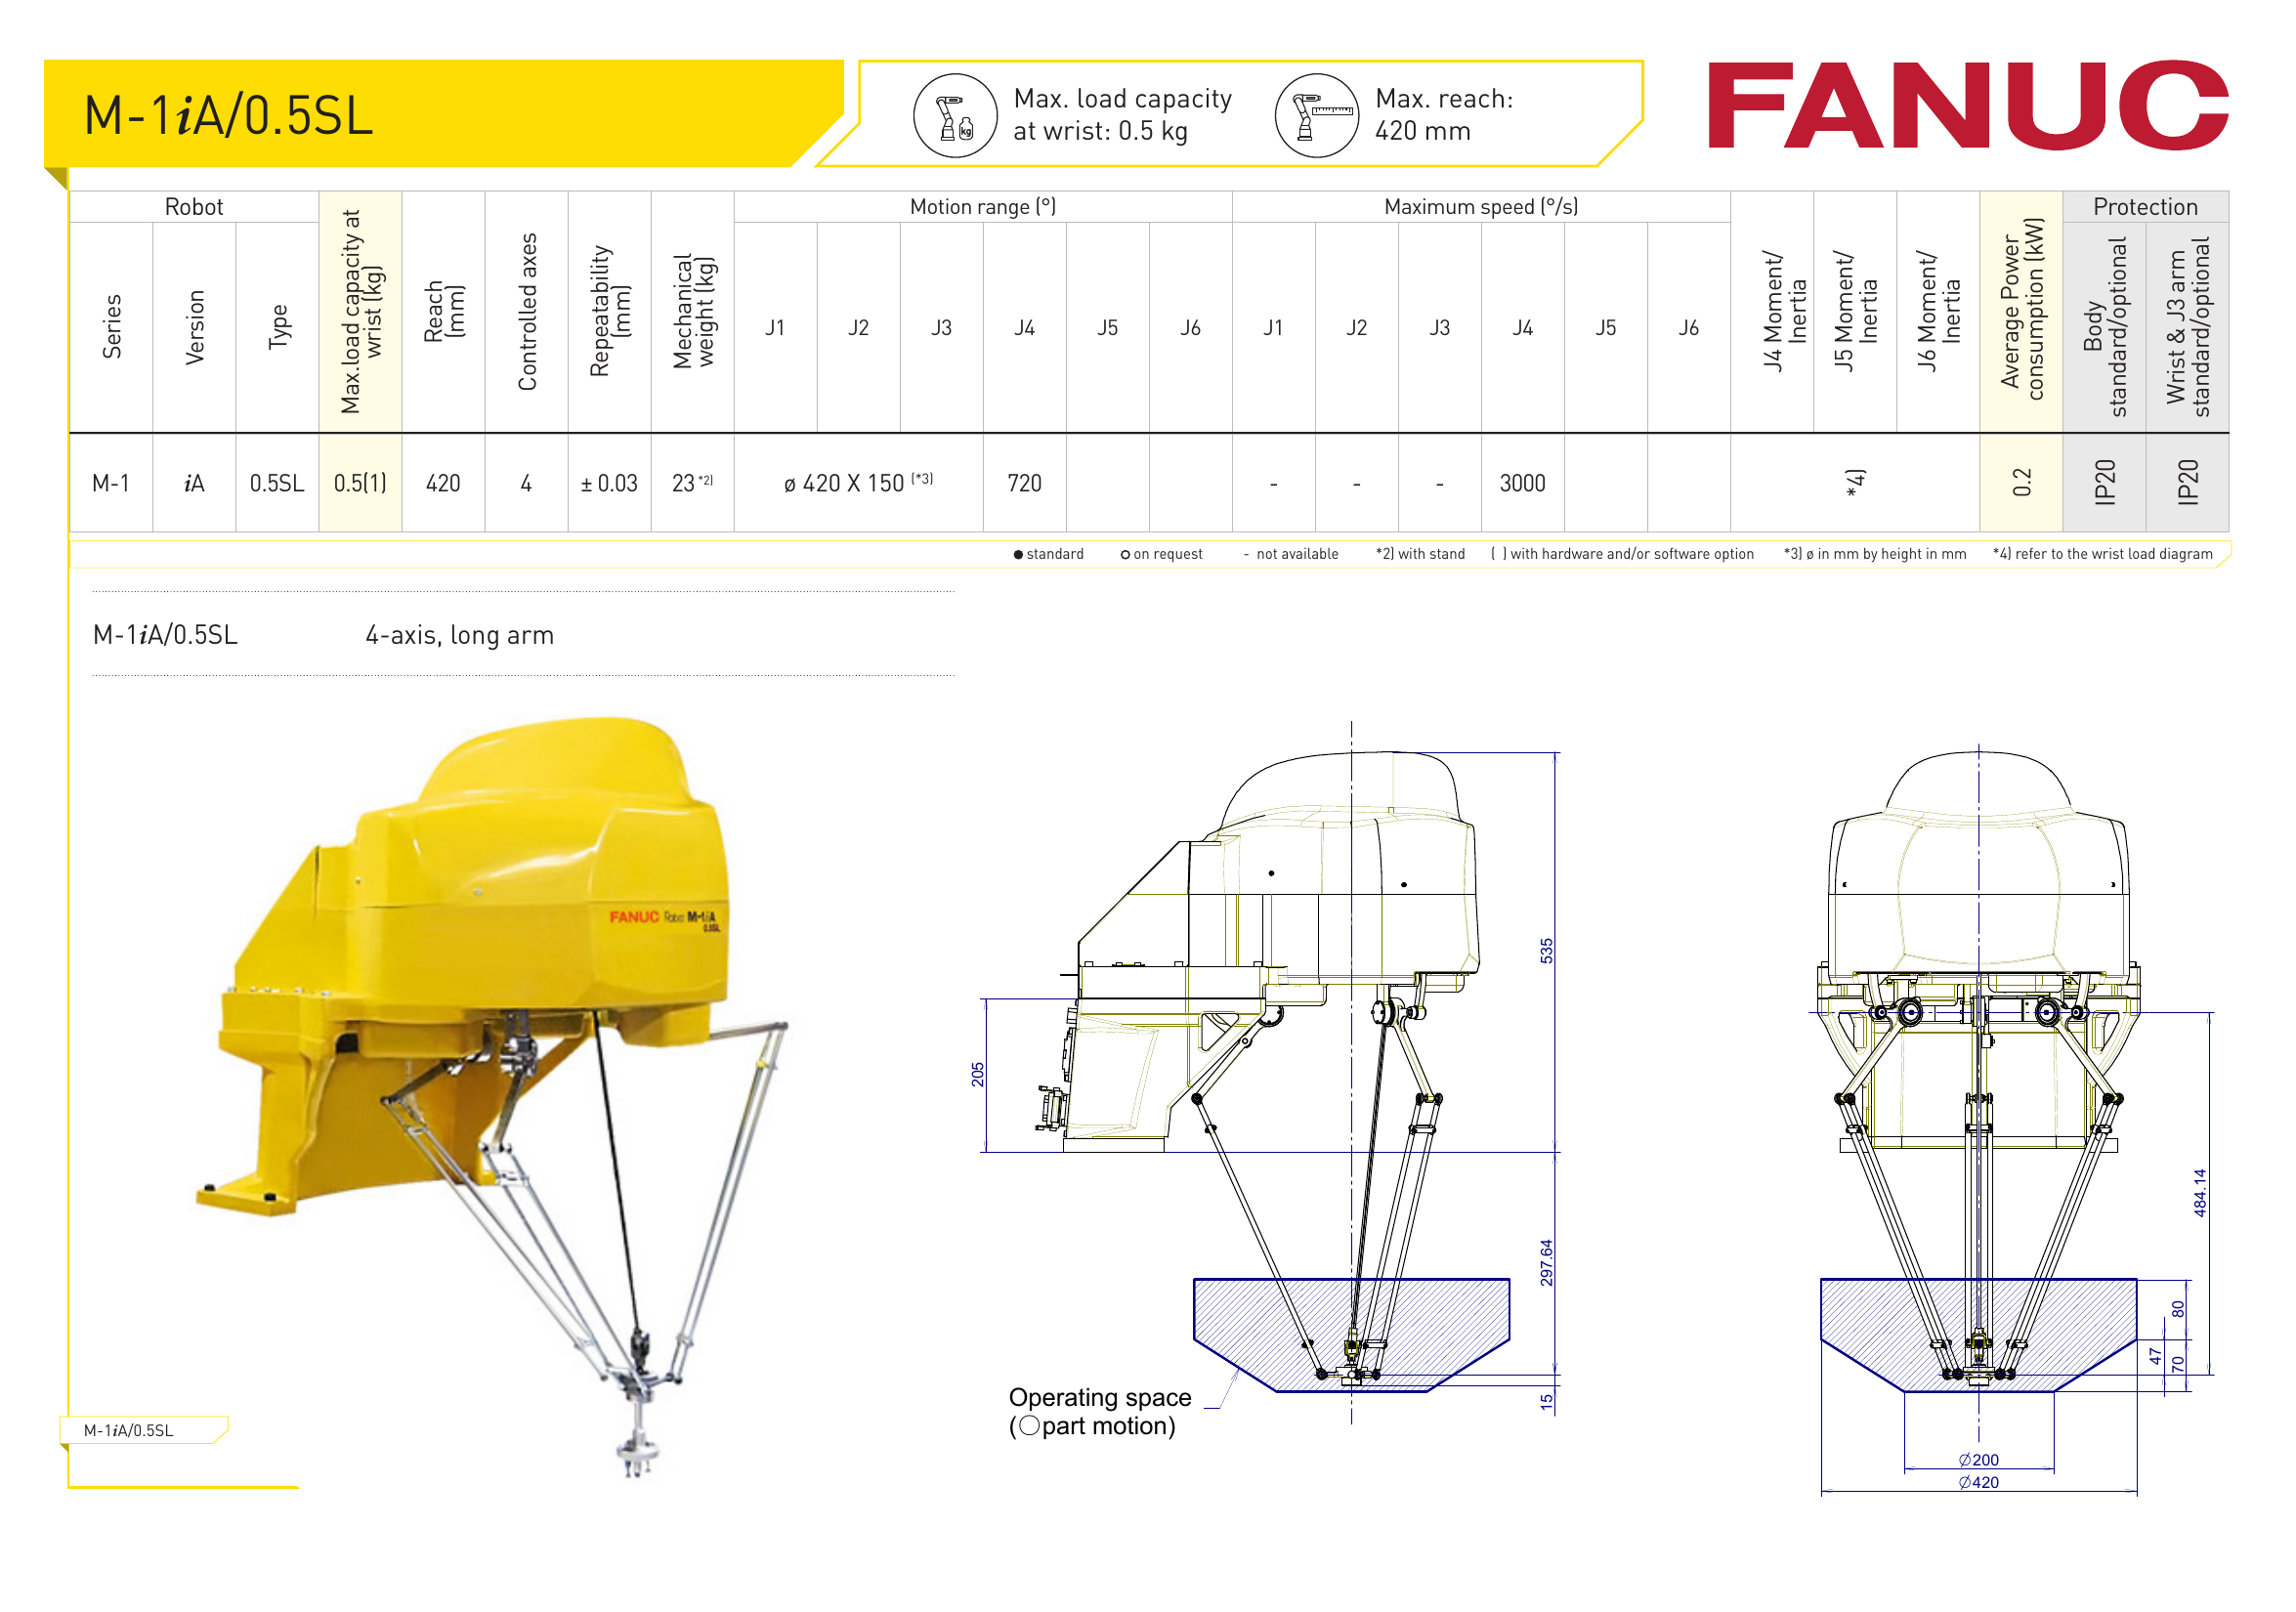 M-1iA/0.5SL
Max. load capacity
at wrist: 0.5 kg
Max. reach:
420 mm
FANUC
kg
Robot
Series
Version
Type
Max.load capacity at
wrist (kg)
Reach
(mm)
Controlled axes
Repeatability
(mm)
Mechanical
weight (kg)
Motion range (°)
J1 J2 J3 J4 J5 J6
Maximum speed (°/s)
J1 J2 J3 J4 J5 J6
J4 Moment/
Inertia
J5 Moment/
Inertia
J6 Moment/
Inertia
Average Power
consumption (kW)
Protection
Body
standard/optional
Wrist & J3 arm
standard/optional
M-1 iA 0.5SL 0.5(1) 420 4 ± 0.03 23 *2) ø 420 X 150 (*3) 720 - - - 3000 *4) 0.2 IP20 IP20
● standard ○ on request - not available *2) with stand ( ) with hardware and/or software option *3) ø in mm by height in mm *4) refer to the wrist load diagram
M-1iA/0.5SL 4-axis, long arm
FANUC Robot M-1iA
0.5SL
535
205
297.64
15
Operating space
(○part motion)
484.14
80
47
70
∅200
∅420
M-1iA/0.5SL